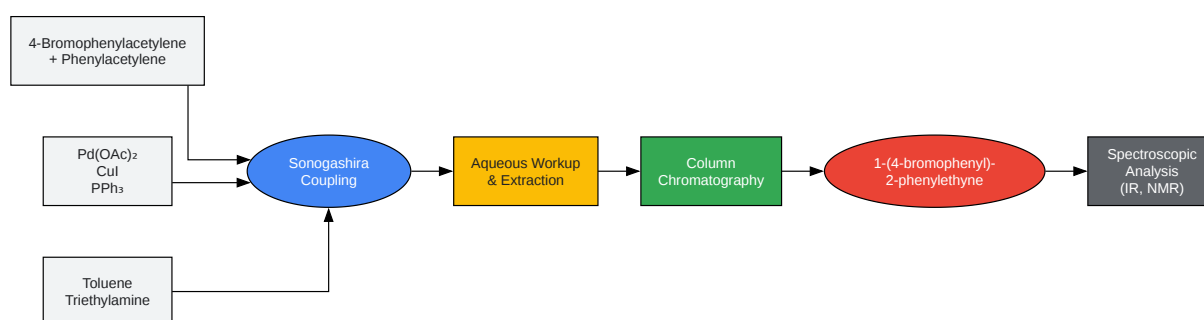 4-Bromophenylacetylene
+ Phenylacetylene
Pd(OAc)₂
CuI
PPh₃
Toluene
Triethylamine
Sonogashira
Coupling
Aqueous Workup
& Extraction
Column
Chromatography
1-(4-bromophenyl)-
2-phenylethyne
Spectroscopic
Analysis
(IR, NMR)